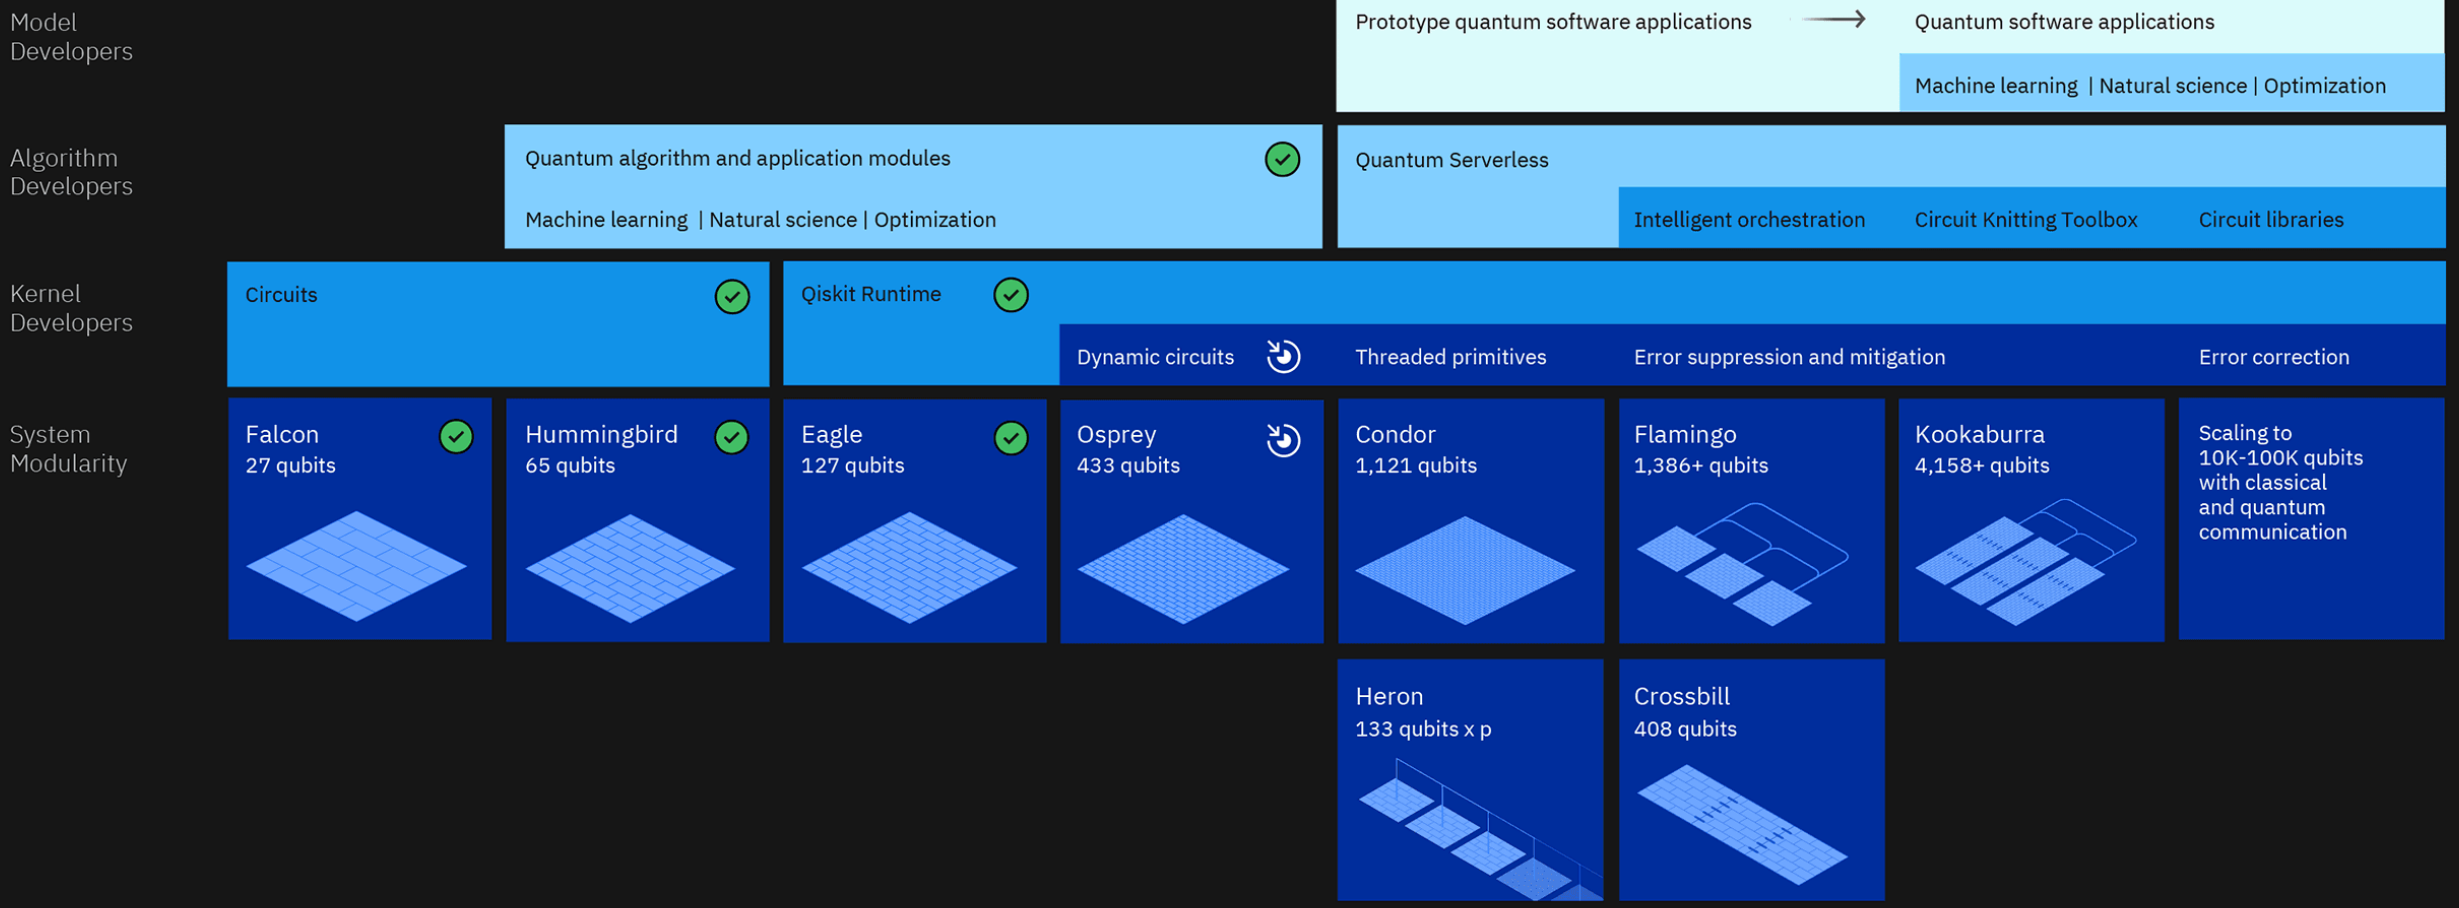 Model
Developers
Prototype quantum software applications
Quantum software applications
Machine learning | Natural science | Optimization
Algorithm
Developers
Quantum algorithm and application modules
Machine learning | Natural science | Optimization
Quantum Serverless
Intelligent orchestration
Circuit Knitting Toolbox
Circuit libraries
Kernel
Developers
Circuits
Qiskit Runtime
Dynamic circuits
Threaded primitives
Error suppression and mitigation
Error correction
System
Modularity
Falcon
27 qubits
Hummingbird
65 qubits
Eagle
127 qubits
Osprey
433 qubits
Condor
1,121 qubits
Flamingo
1,386+ qubits
Kookaburra
4,158+ qubits
Scaling to
10K-100K qubits
with classical
and quantum
communication
Heron
133 qubits x p
Crossbill
408 qubits